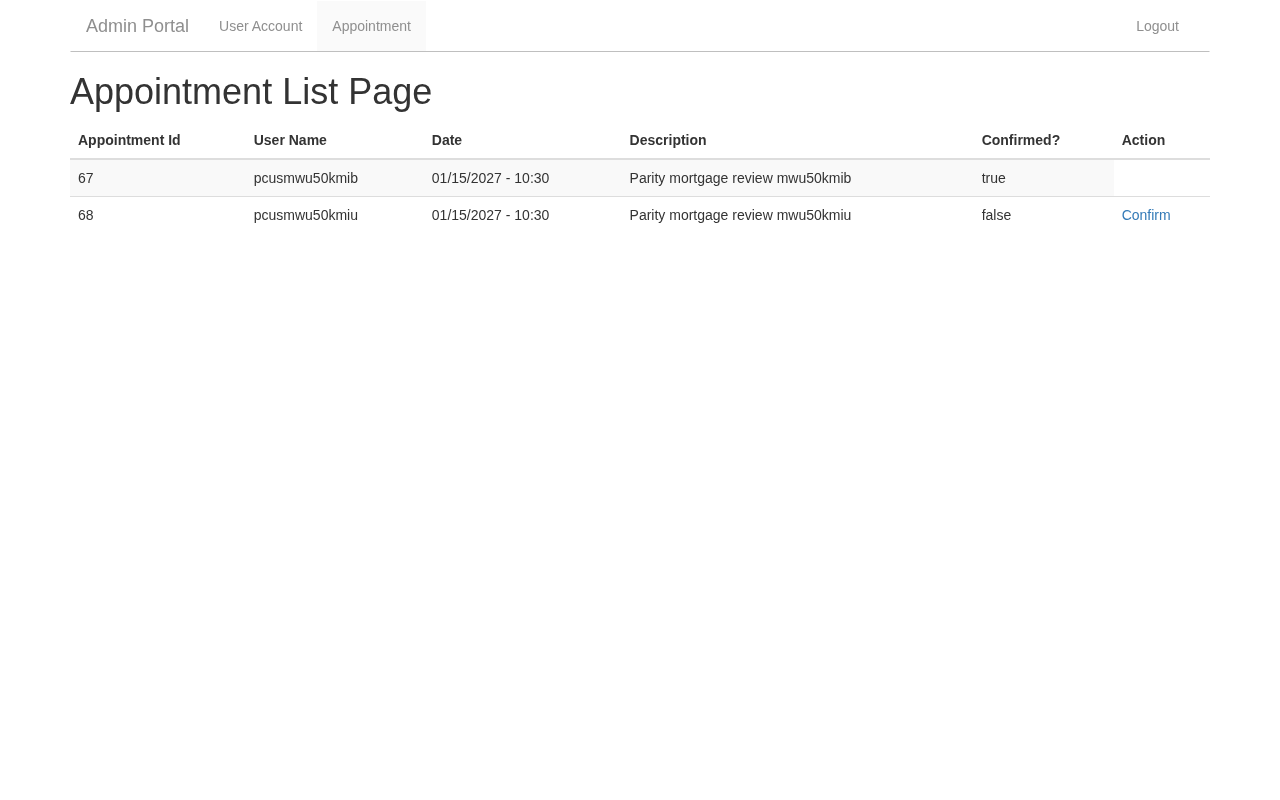 Admin Portal User Account Appointment Logout
Appointment List Page
Appointment Id User Name Date Description Confirmed? Action
67 pcusmwu50kmib 01/15/2027 - 10:30 Parity mortgage review mwu50kmib true
68 pcusmwu50kmiu 01/15/2027 - 10:30 Parity mortgage review mwu50kmiu false Confirm